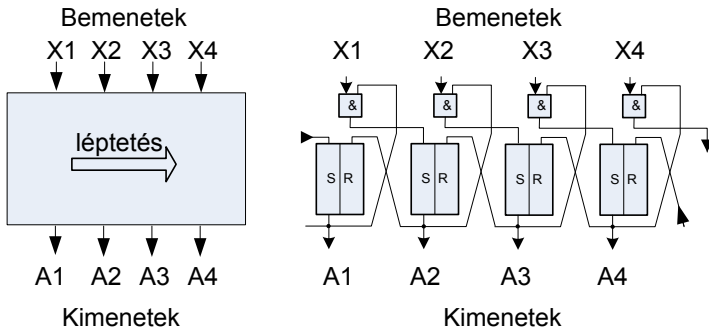 Bemenetek
X1 X2 X3 X4
léptetés
A1 A2 A3 A4
Kimenetek
Bemenetek
X1 X2 X3 X4
& & & &
S R S R S R S R
A1 A2 A3 A4
Kimenetek